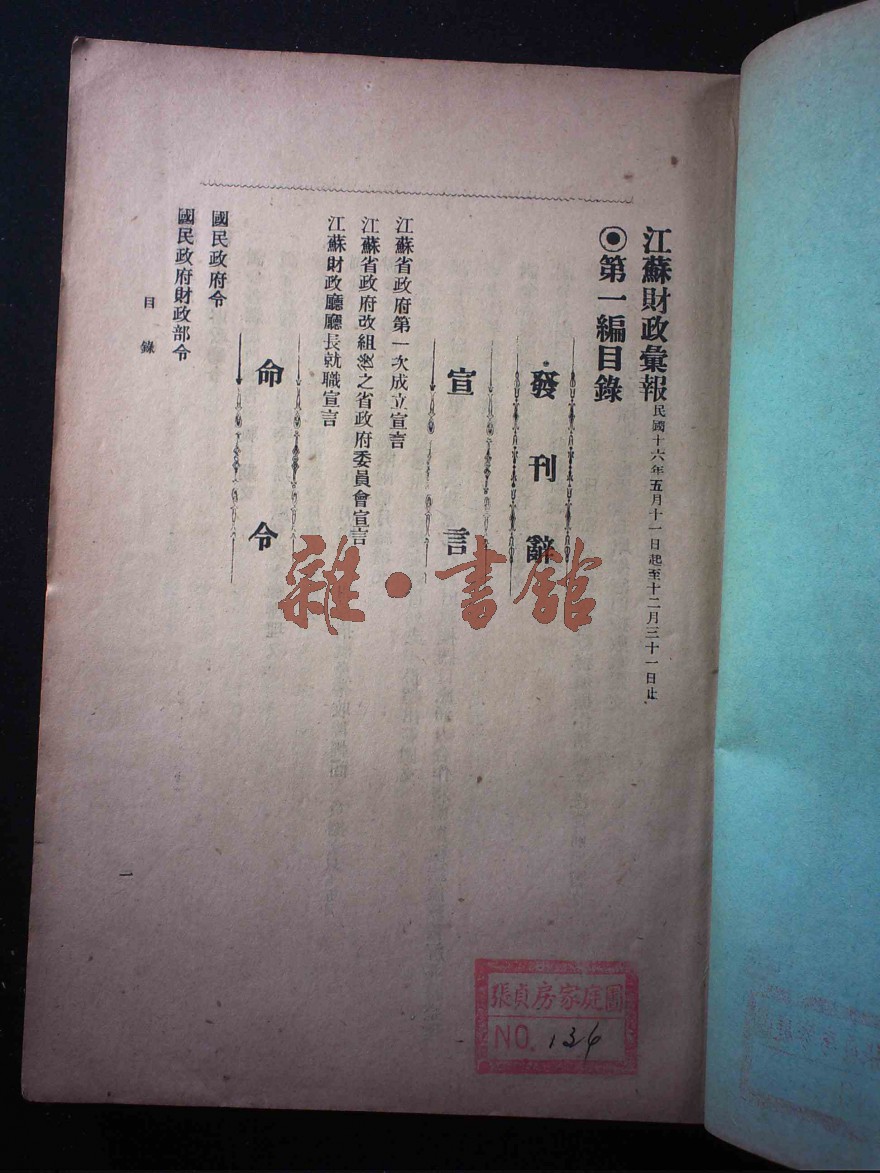 江蘇財政彙報民國十六年五月十一日起至十二月三十一日止
◉第一編目錄
發刊辭
宣言
江蘇省政府第一次成立宣言
江蘇省政府改組後之省政府委員會宣言
江蘇財政廳廳長就職宣言
命令
國民政府令
國民政府財政部令
目錄
一
雜·書館
張貞房家庭圖
NO. 134